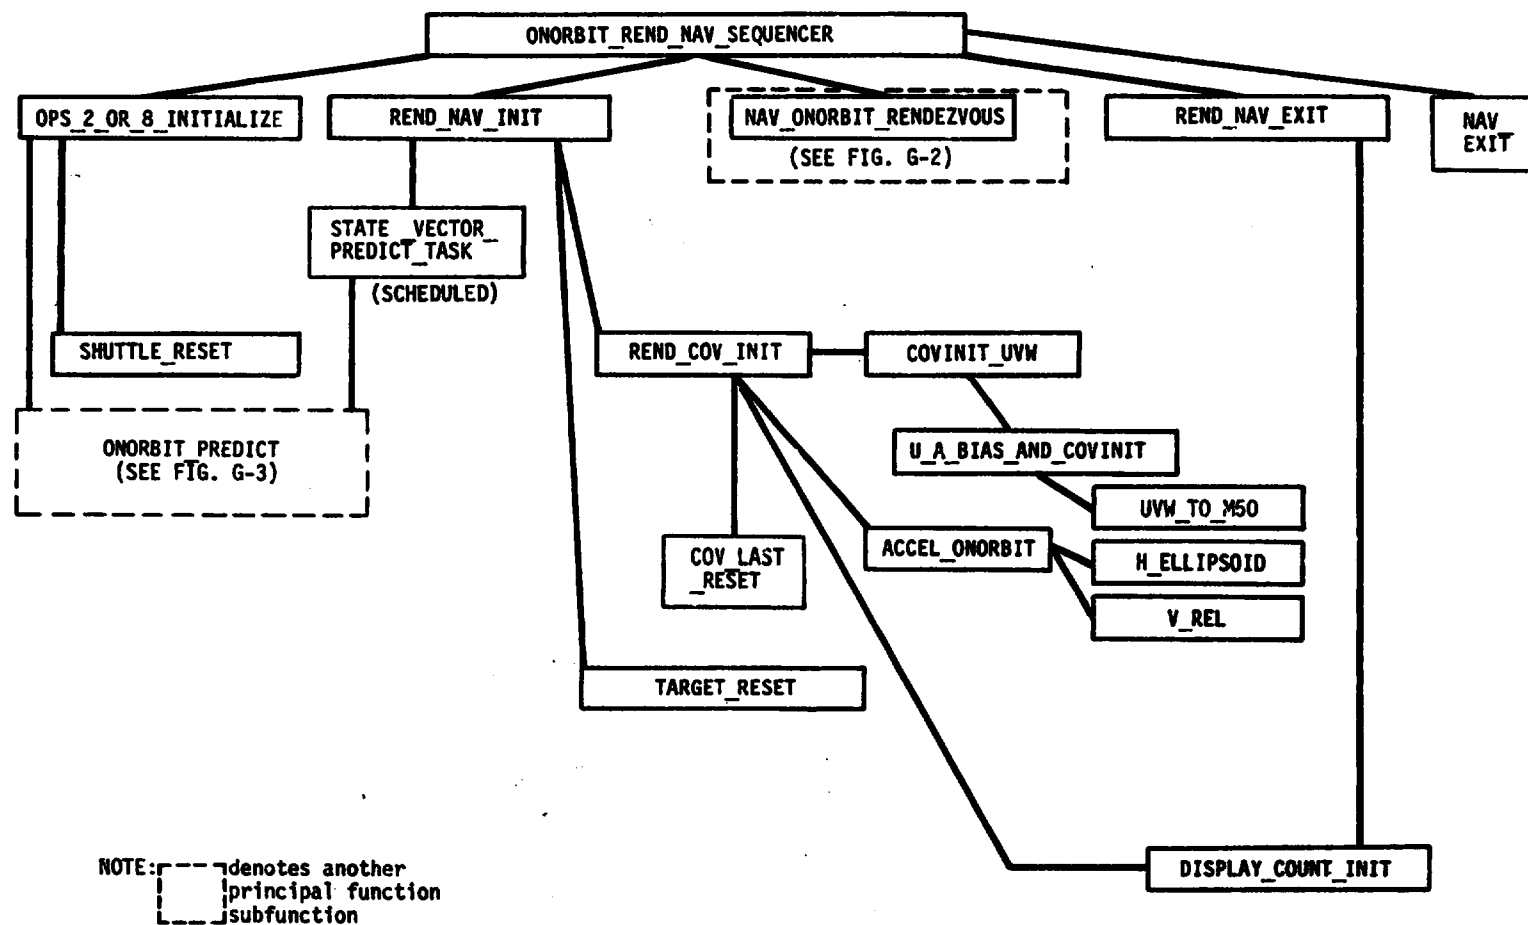 ONORBIT_REND_NAV_SEQUENCER
OPS_2_OR_8_INITIALIZE
REND_NAV_INIT
NAV_ONORBIT_RENDEZVOUS
(SEE FIG. G-2)
REND_NAV_EXIT
NAV_
EXIT
STATE_VECTOR_
PREDICT_TASK
(SCHEDULED)
SHUTTLE_RESET
REND_COV_INIT
COVINIT_UVW
ONORBIT_PREDICT
(SEE FIG. G-3)
U_A_BIAS_AND_COVINIT
UVW_TO_M50
COV_LAST
_RESET
ACCEL_ONORBIT
H_ELLIPSOID
V_REL
TARGET_RESET
DISPLAY_COUNT_INIT
NOTE: denotes another
principal function
subfunction